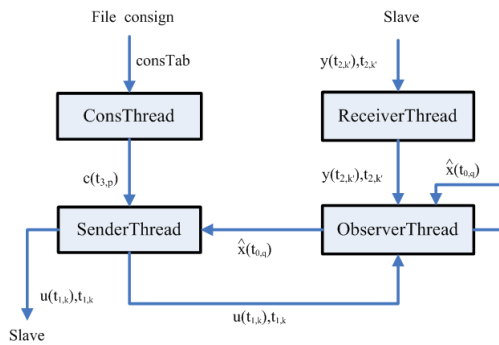 File consign
Slave
consTab
y(t₂,ₖ'),t₂,ₖ'
ConsThread
ReceiverThread
c(t₃,ₚ)
y(t₂,ₖ'),t₂,ₖ'
x̂(t₀,q)
SenderThread
ObserverThread
x̂(t₀,q)
u(t₁,ₖ),t₁,ₖ
u(t₁,ₖ),t₁,ₖ
Slave